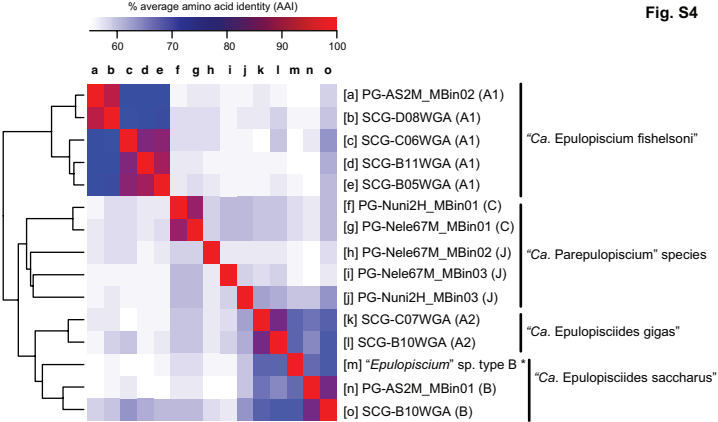 % average amino acid identity (AAI)
Fig. S4
60 70 80 90 100
a b c d e f g h i j k l m n o
[a] PG-AS2M_MBin02 (A1)
[b] SCG-D08WGA (A1)
[c] SCG-C06WGA (A1)
[d] SCG-B11WGA (A1)
[e] SCG-B05WGA (A1)
"Ca. Epulopiscium fishelsoni"
[f] PG-Nuni2H_MBin01 (C)
[g] PG-Nele67M_MBin01 (C)
[h] PG-Nele67M_MBin02 (J)
[i] PG-Nele67M_MBin03 (J)
[j] PG-Nuni2H_MBin03 (J)
"Ca. Parepulopiscium" species
[k] SCG-C07WGA (A2)
[l] SCG-B10WGA (A2)
"Ca. Epulopisciides gigas"
[m] "Epulopiscium" sp. type B *
[n] PG-AS2M_MBin01 (B)
[o] SCG-B10WGA (B)
"Ca. Epulopisciides saccharus"